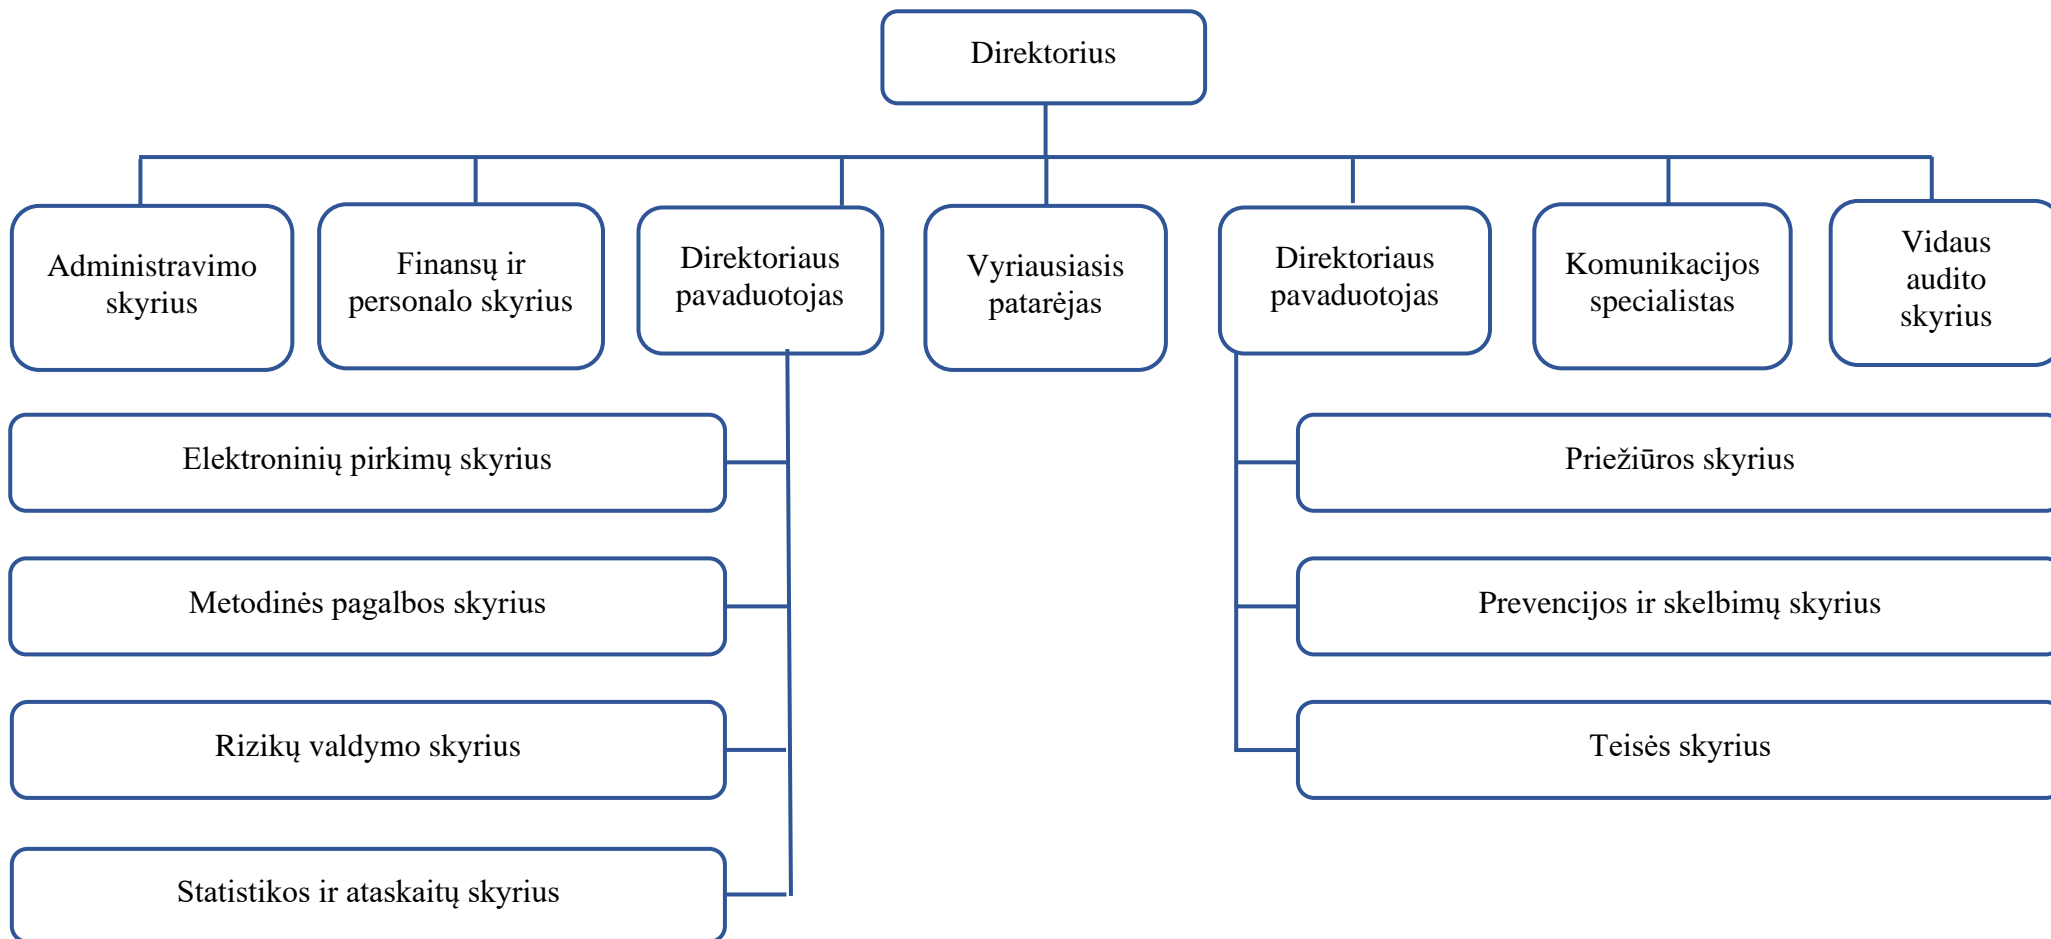 Direktorius
Administravimo
skyrius
Finansų ir
personalo skyrius
Direktoriaus
pavaduotojas
Vyriausiasis
patarėjas
Direktoriaus
pavaduotojas
Komunikacijos
specialistas
Vidaus
audito
skyrius
Elektroninių pirkimų skyrius
Metodinės pagalbos skyrius
Rizikų valdymo skyrius
Statistikos ir ataskaitų skyrius
Priežiūros skyrius
Prevencijos ir skelbimų skyrius
Teisės skyrius